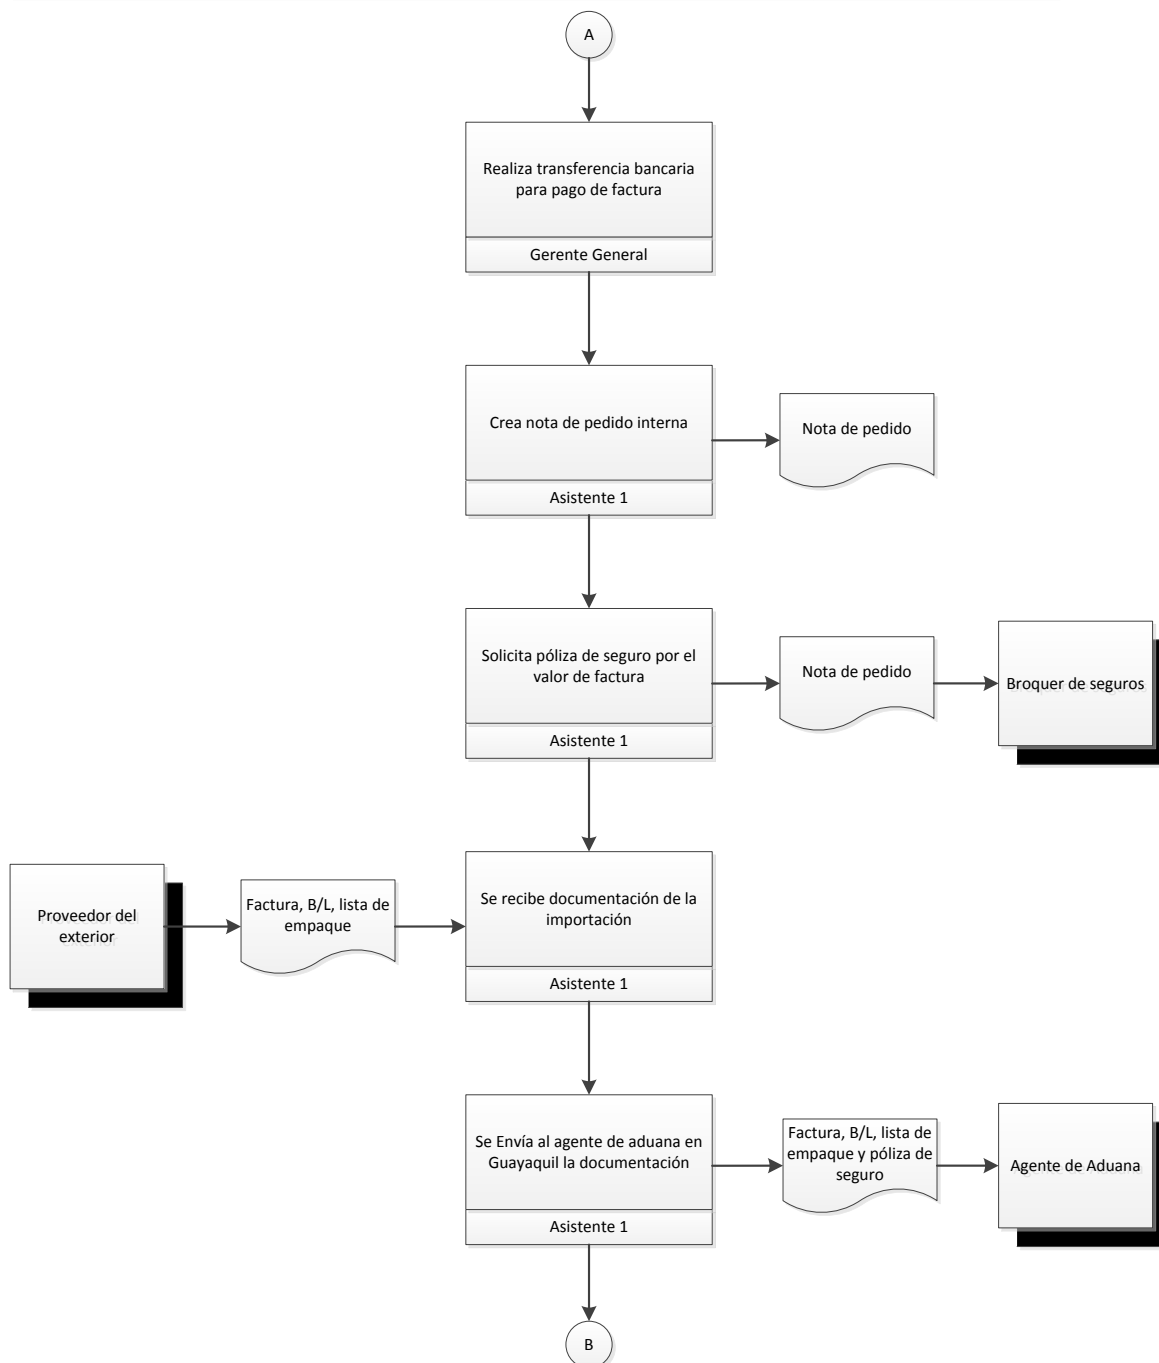 A
Realiza transferencia bancaria
para pago de factura
Gerente General
Crea nota de pedido interna
Nota de pedido
Asistente 1
Solicita póliza de seguro por el
valor de factura
Nota de pedido
Broquer de seguros
Asistente 1
Proveedor del
exterior
Factura, B/L, lista de
empaque
Se recibe documentación de la
importación
Asistente 1
Se Envía al agente de aduana en
Guayaquil la documentación
Factura, B/L, lista de
empaque y póliza de
seguro
Agente de Aduana
Asistente 1
B